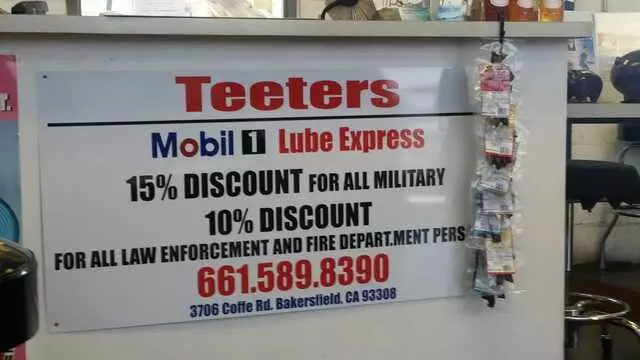 Teeters
Mobil 1 Lube Express
15% DISCOUNT FOR ALL MILITARY
10% DISCOUNT
FOR ALL LAW ENFORCEMENT AND FIRE DEPART.MENT PERS
661.589.8390
3706 Coffe Rd. Bakersfield, CA 93308